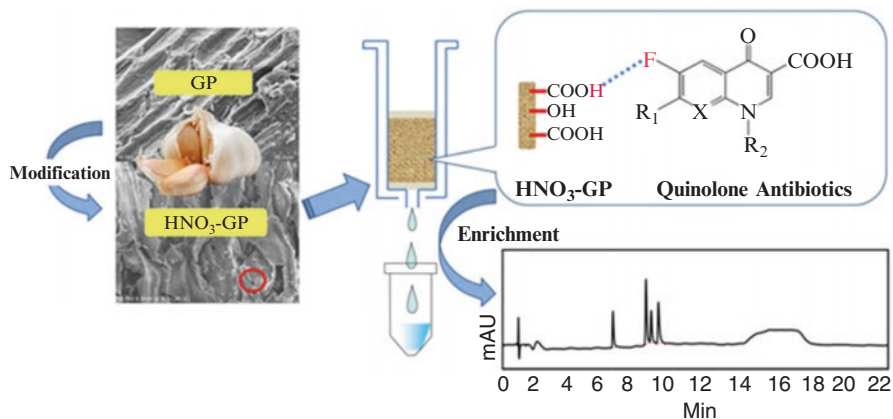 GP
Modification
HNO₃-GP
COOH
OH
COOH
HNO₃-GP
F
O
COOH
R₁
X
N
R₂
Quinolone Antibiotics
Enrichment
mAU
0 2 4 6 8 10 12 14 16 18 20 22
Min